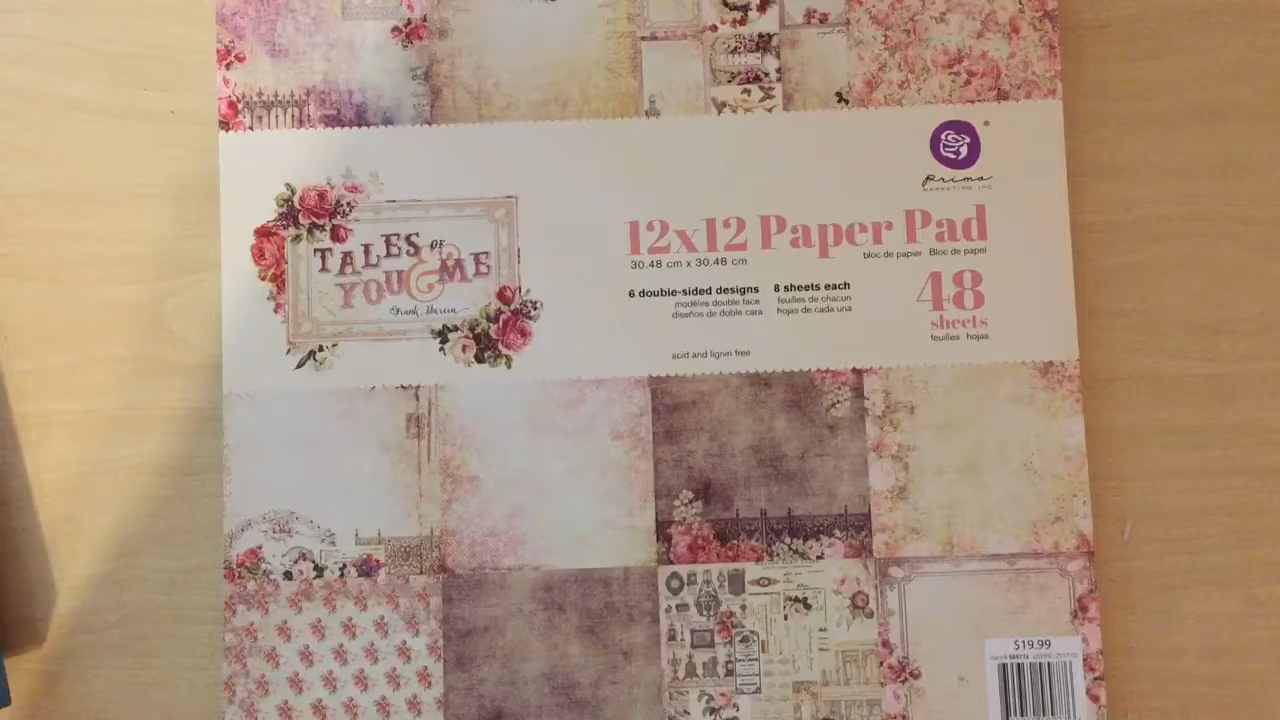 Prima
MARKETING INC
®
12x12 Paper Pad
30.48 cm x 30.48 cm
bloc de papier Bloc de papel
TALES OF
YOU & ME
Frank Garcia
6 double-sided designs
modèles double face
diseños de doble cara
8 sheets each
feuilles de chacun
hojas de cada una
48
sheets
feuilles hojas
acid and lignin free
$19.99